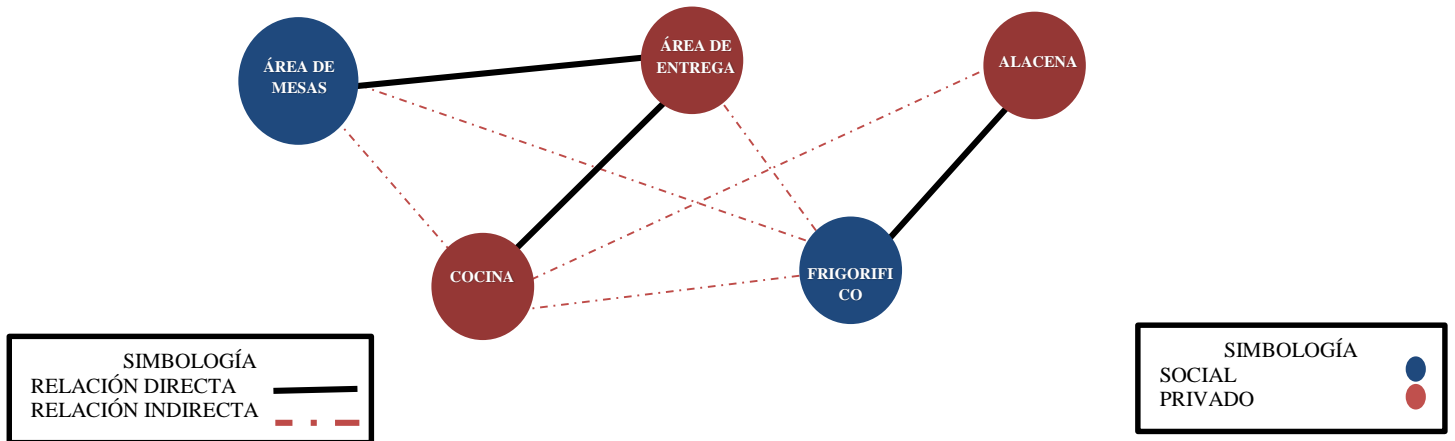 ÁREA DE
MESAS
ÁREA DE
ENTREGA
ALACENA
COCINA
FRIGORIFI
CO
SIMBOLOGÍA
RELACIÓN DIRECTA
RELACIÓN INDIRECTA
SIMBOLOGÍA
SOCIAL
PRIVADO